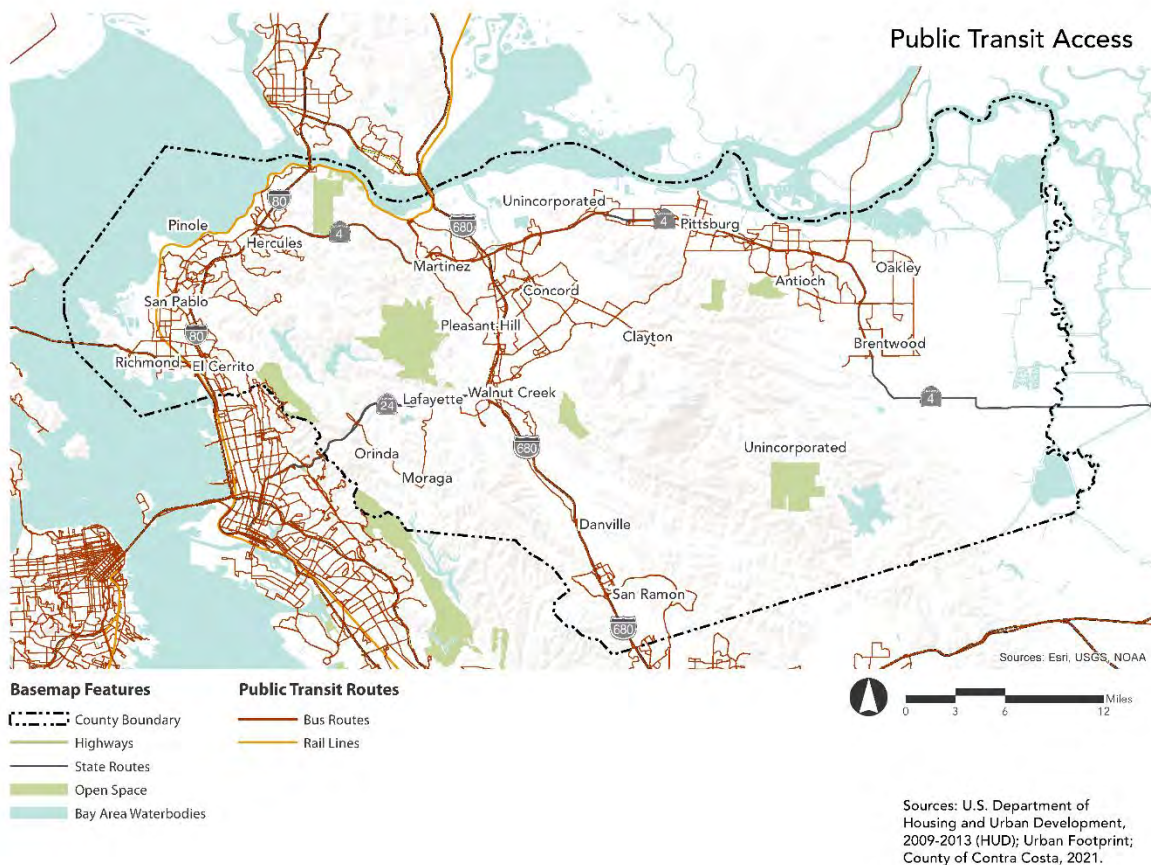 Public Transit Access
Unincorporated
80
Pinole
Hercules
4
680
4
Pittsburg
Martinez
Antioch
Oakley
Concord
San Pablo
80
Pleasant Hill
Clayton
Brentwood
Richmond
El Cerrito
Walnut Creek
Lafayette
24
4
680
Orinda
Moraga
Unincorporated
Danville
San Ramon
680
Sources: Esri, USGS, NOAA
Basemap Features
County Boundary
Highways
State Routes
Open Space
Bay Area Waterbodies
Public Transit Routes
Bus Routes
Rail Lines
Miles
0 3 6 12
Sources: U.S. Department of
Housing and Urban Development,
2009-2013 (HUD); Urban Footprint;
County of Contra Costa, 2021.